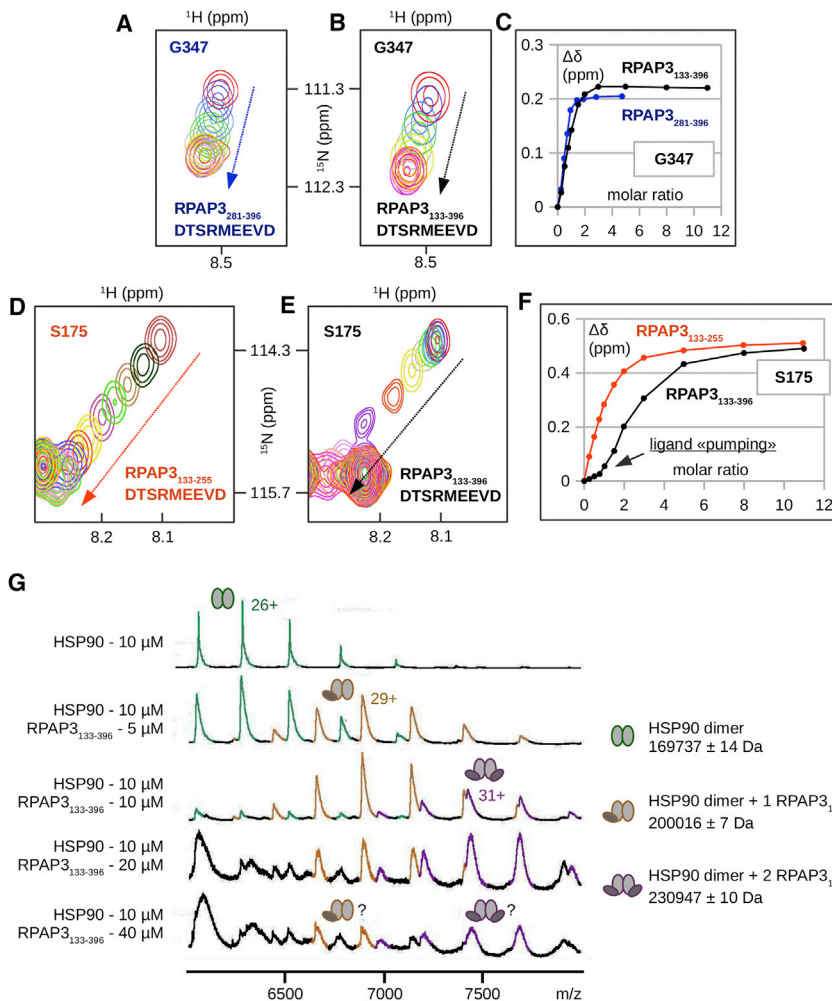 A
¹H (ppm)
G347
RPAP3₂₈₁₋₃₉₆
DTSRMEEVD
8.5
111.3
¹⁵N (ppm)
112.3
B
¹H (ppm)
G347
RPAP3₁₃₃₋₃₉₆
DTSRMEEVD
8.5
C
0.3
0.2
0.1
0
Δδ
(ppm)
RPAP3₁₃₃₋₃₉₆
RPAP3₂₈₁₋₃₉₆
G347
molar ratio
0 2 4 6 8 10 12
D
¹H (ppm)
S175
RPAP3₁₃₃₋₂₅₅
DTSRMEEVD
8.2 8.1
114.3
¹⁵N (ppm)
115.7
E
¹H (ppm)
S175
RPAP3₁₃₃₋₃₉₆
DTSRMEEVD
8.2 8.1
F
0.6
0.4
0.2
0
Δδ
(ppm)
RPAP3₁₃₃₋₂₅₅
RPAP3₁₃₃₋₃₉₆
S175
ligand «pumping»
molar ratio
0 2 4 6 8 10 12
G
HSP90 - 10 µM
26+
HSP90 - 10 µM
RPAP3₁₃₃₋₃₉₆ - 5 µM
29+
HSP90 - 10 µM
RPAP3₁₃₃₋₃₉₆ - 10 µM
31+
HSP90 - 10 µM
RPAP3₁₃₃₋₃₉₆ - 20 µM
HSP90 - 10 µM
RPAP3₁₃₃₋₃₉₆ - 40 µM
? ?
6500 7000 7500 m/z
HSP90 dimer
169737 ± 14 Da
HSP90 dimer + 1 RPAP3₁
200016 ± 7 Da
HSP90 dimer + 2 RPAP3₁
230947 ± 10 Da